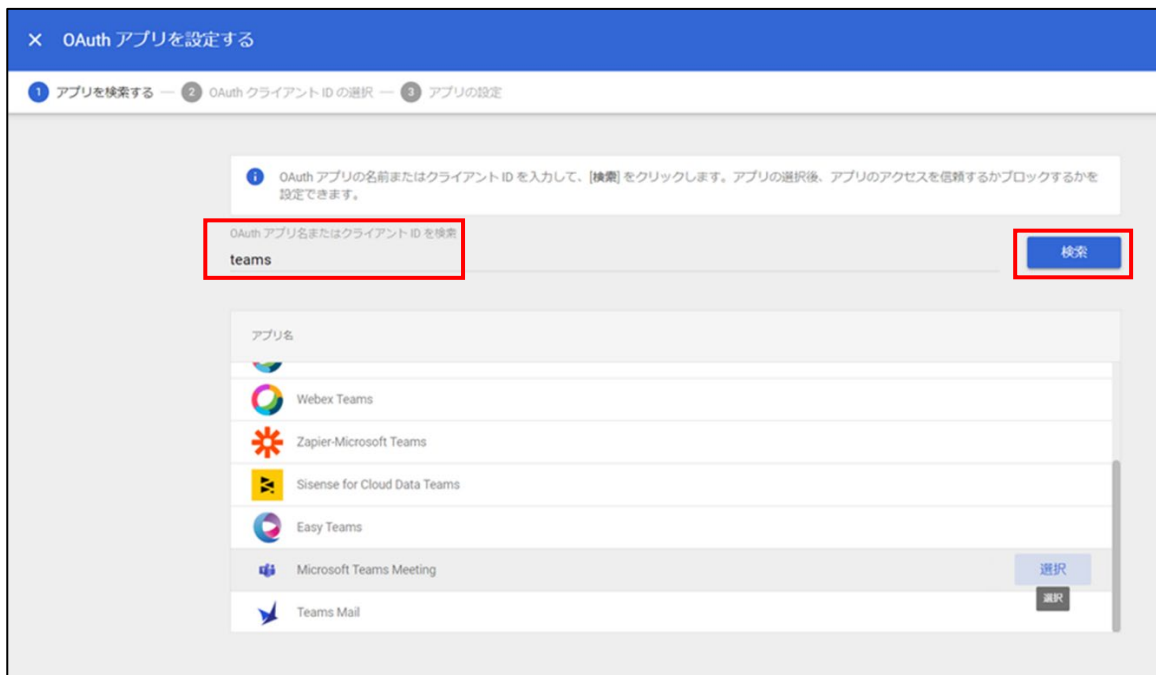 × OAuth アプリを設定する
1 アプリを検索する — 2 OAuth クライアント ID の選択 — 3 アプリの設定
OAuth アプリの名前またはクライアント ID を入力して、[検索] をクリックします。アプリの選択後、アプリのアクセスを信頼するかブロックするかを
設定できます。
OAuth アプリ名またはクライアント ID を検索
teams
検索
アプリ名
Webex Teams
Zapier-Microsoft Teams
Sisense for Cloud Data Teams
Easy Teams
Microsoft Teams Meeting
選択
選択
Teams Mail